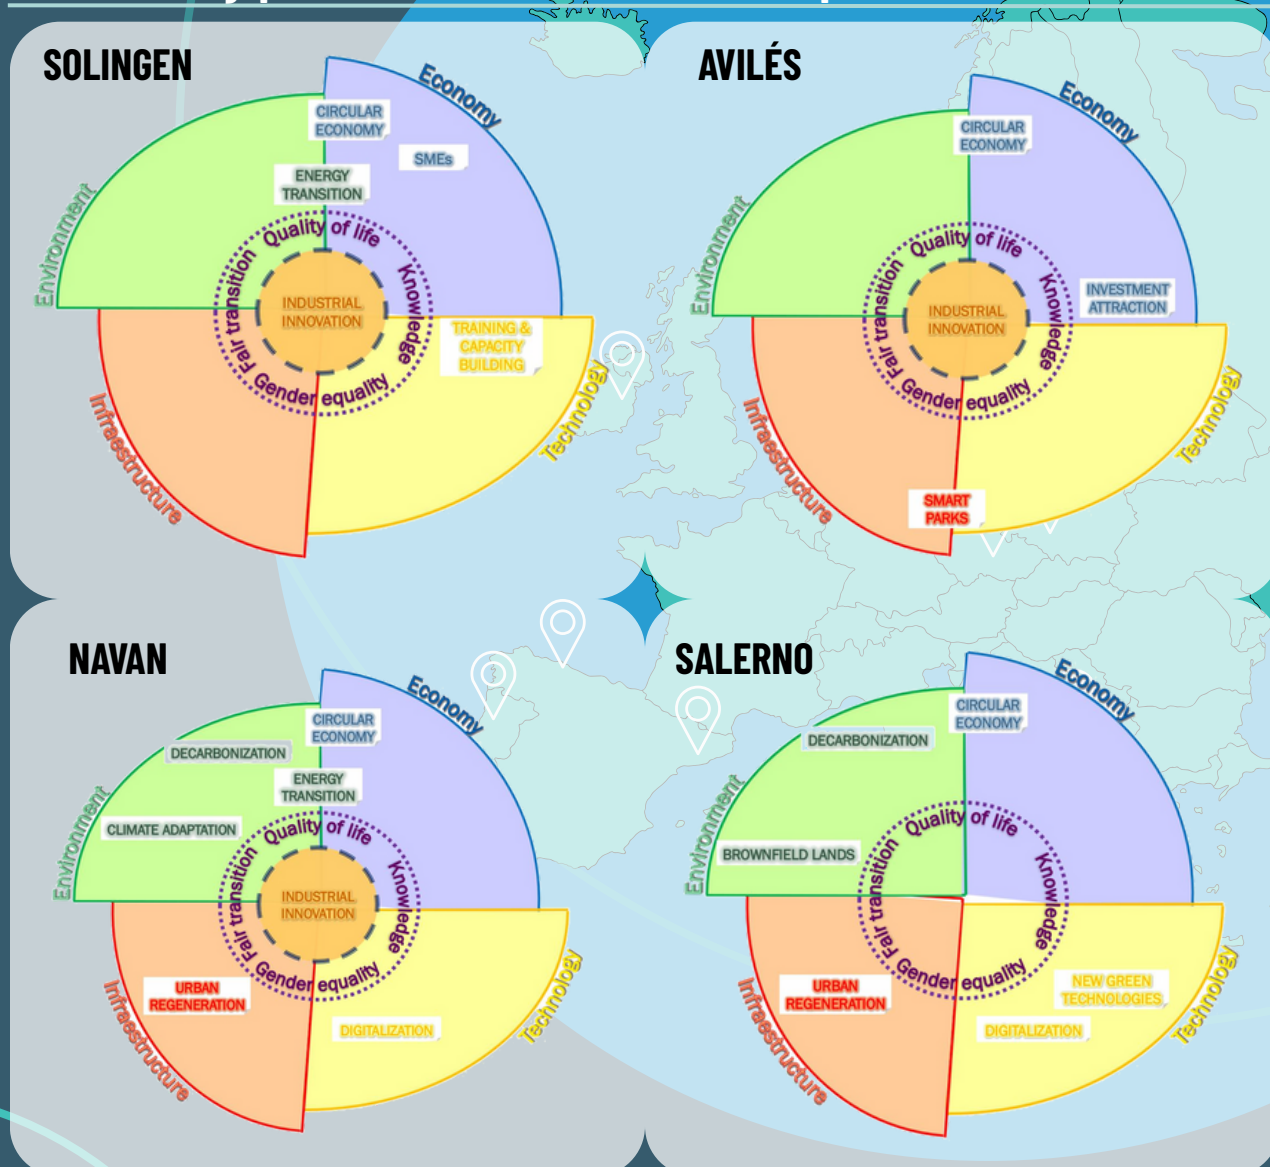 SOLINGEN
Economy
CIRCULAR
ECONOMY
SMEs
ENERGY
TRANSITION
Environment
Quality of life
Knowledge
Fair transition
Gender equality
INDUSTRIAL
INNOVATION
TRAINING &
CAPACITY
BUILDING
Technology
Infraestructure
AVILÉS
Economy
CIRCULAR
ECONOMY
Environment
Quality of life
Knowledge
Fair transition
Gender equality
INDUSTRIAL
INNOVATION
INVESTMENT
ATTRACTION
Technology
Infraestructure
SMART
PARKS
NAVAN
Economy
CIRCULAR
ECONOMY
DECARBONIZATION
ENERGY
TRANSITION
CLIMATE ADAPTATION
Environment
Quality of life
Knowledge
Fair transition
Gender equality
INDUSTRIAL
INNOVATION
URBAN
REGENERATION
DIGITALIZATION
Technology
Infraestructure
SALERNO
Economy
CIRCULAR
ECONOMY
DECARBONIZATION
BROWNFIELD LANDS
Environment
Quality of life
Knowledge
Fair transition
Gender equality
URBAN
REGENERATION
NEW GREEN
TECHNOLOGIES
DIGITALIZATION
Technology
Infraestructure